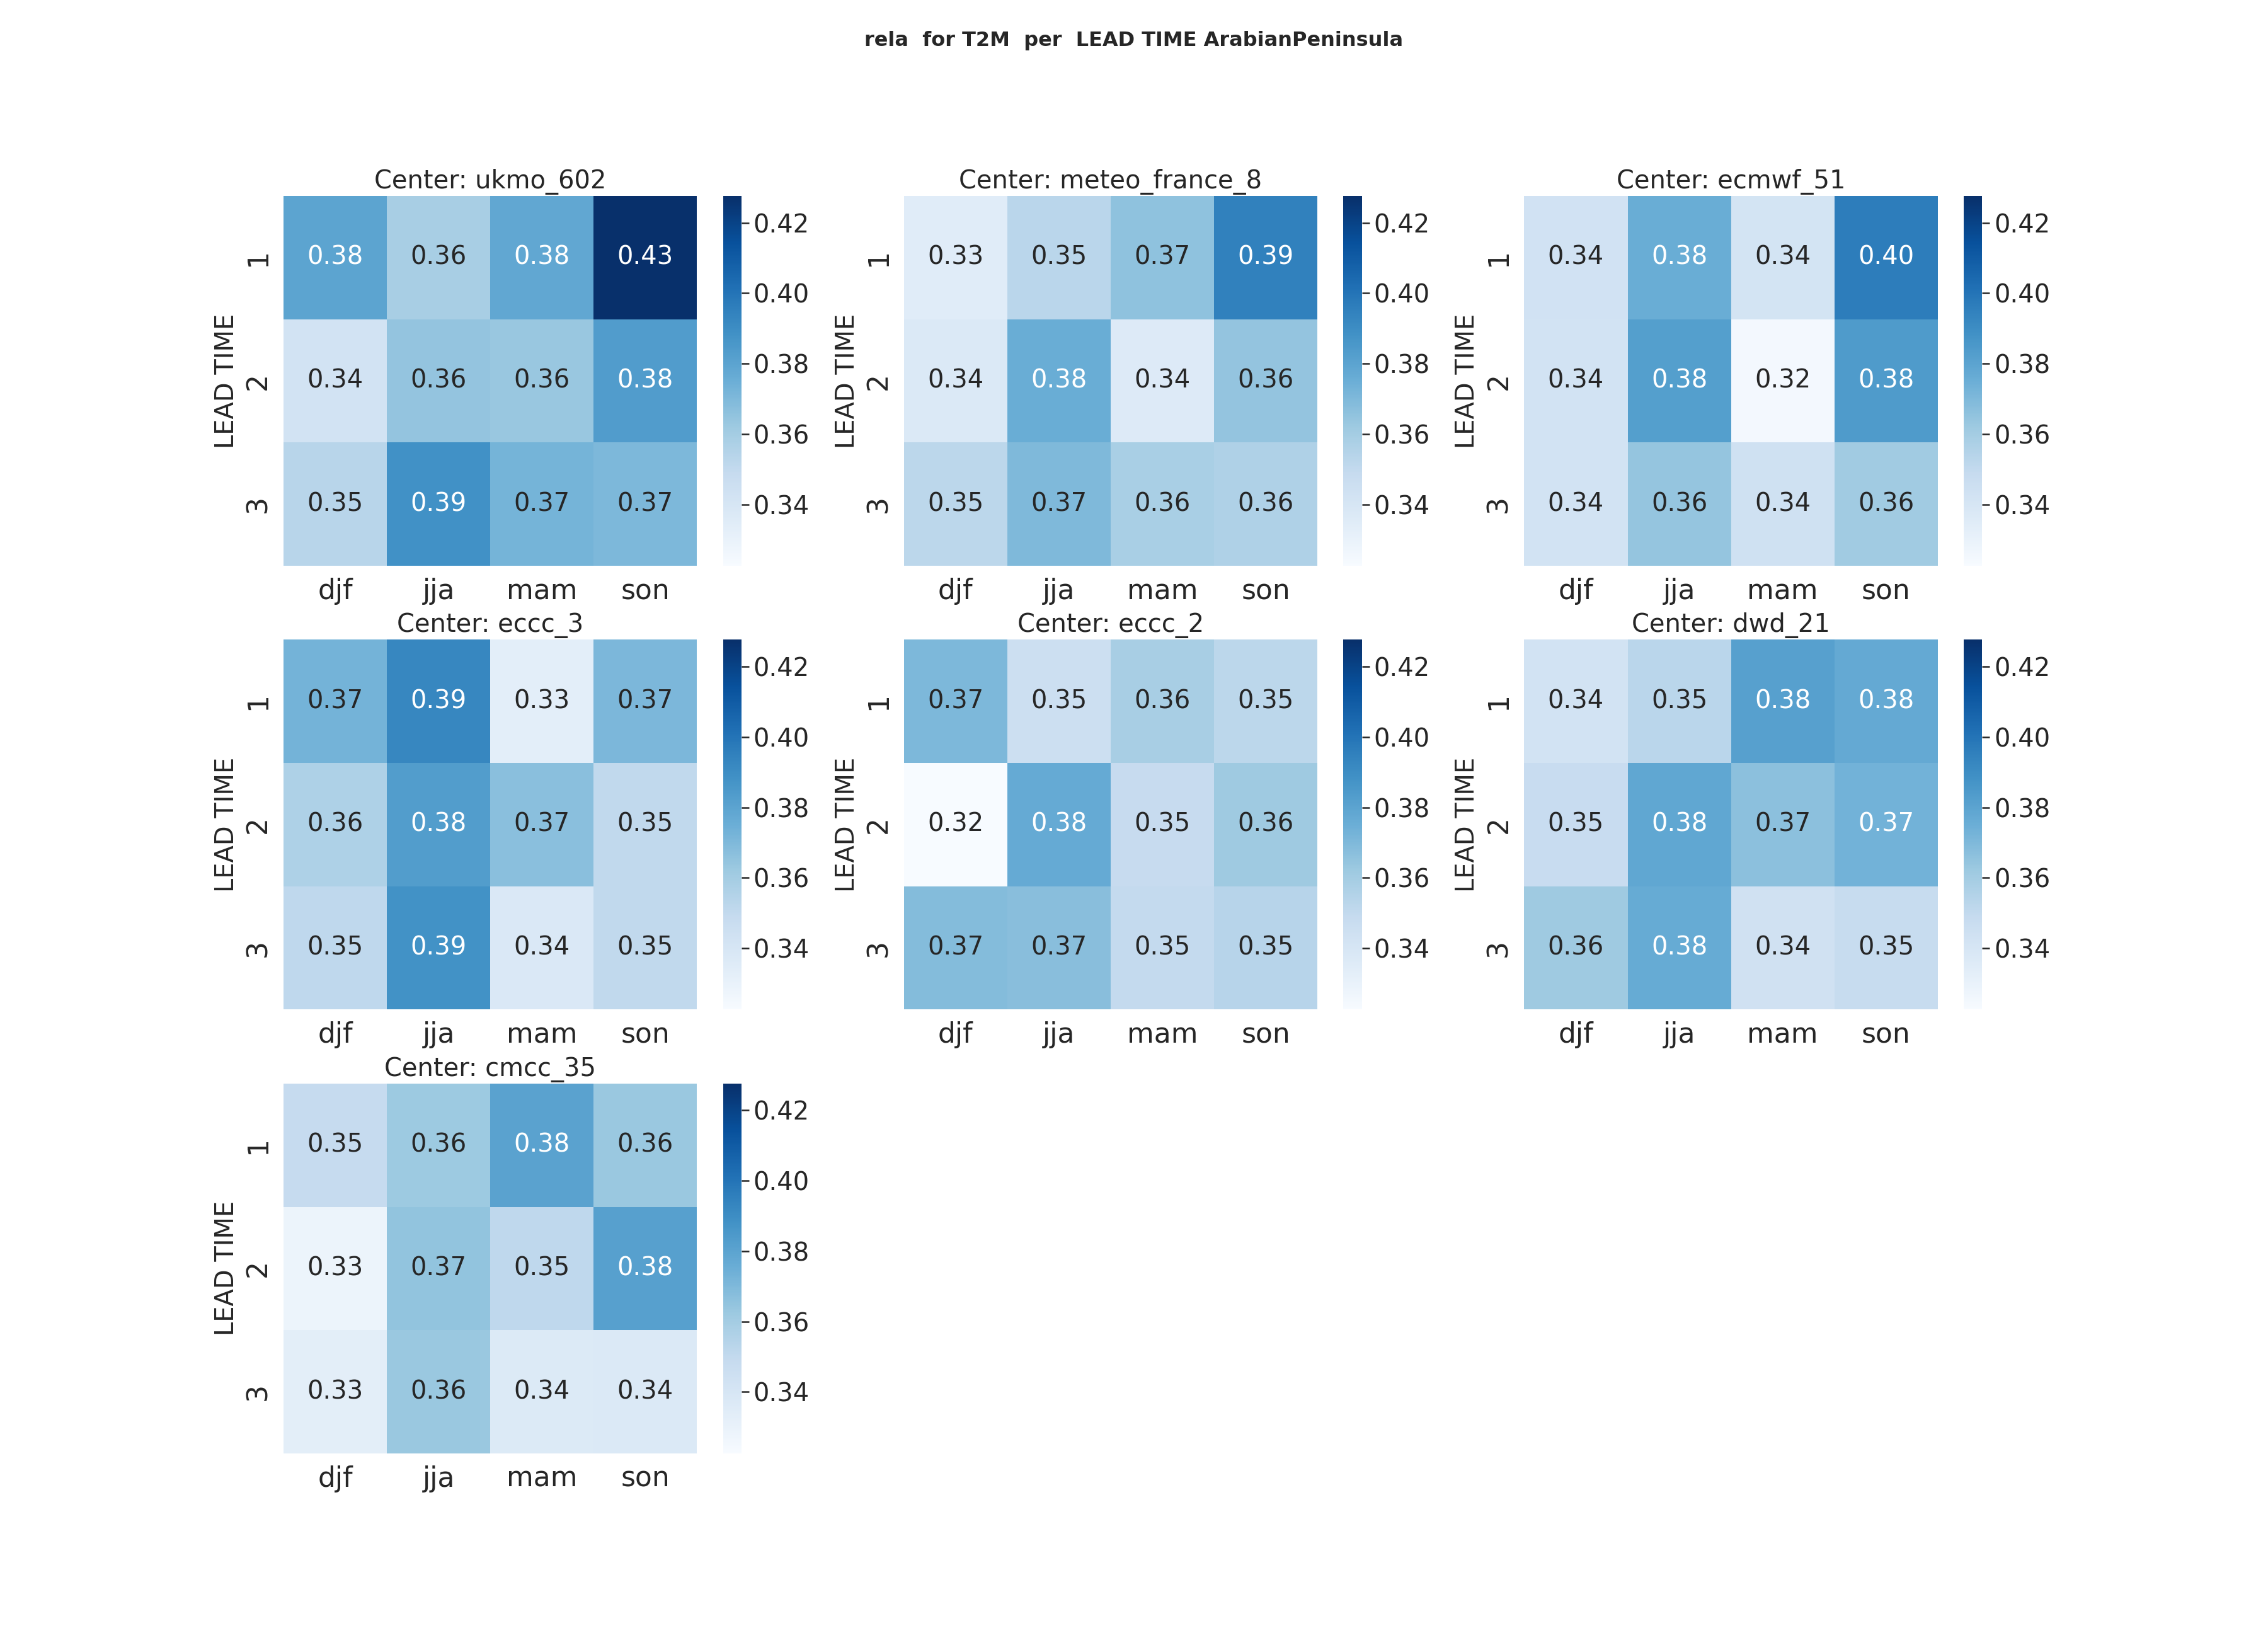 rela  for T2M  per  LEAD TIME ArabianPeninsula
Center: ukmo_602
LEAD TIME
1 0.38 0.36 0.38 0.43
2 0.34 0.36 0.36 0.38
3 0.35 0.39 0.37 0.37
djf jja mam son
0.42
0.40
0.38
0.36
0.34
Center: meteo_france_8
LEAD TIME
1 0.33 0.35 0.37 0.39
2 0.34 0.38 0.34 0.36
3 0.35 0.37 0.36 0.36
djf jja mam son
0.42
0.40
0.38
0.36
0.34
Center: ecmwf_51
LEAD TIME
1 0.34 0.38 0.34 0.40
2 0.34 0.38 0.32 0.38
3 0.34 0.36 0.34 0.36
djf jja mam son
0.42
0.40
0.38
0.36
0.34
Center: eccc_3
LEAD TIME
1 0.37 0.39 0.33 0.37
2 0.36 0.38 0.37 0.35
3 0.35 0.39 0.34 0.35
djf jja mam son
0.42
0.40
0.38
0.36
0.34
Center: eccc_2
LEAD TIME
1 0.37 0.35 0.36 0.35
2 0.32 0.38 0.35 0.36
3 0.37 0.37 0.35 0.35
djf jja mam son
0.42
0.40
0.38
0.36
0.34
Center: dwd_21
LEAD TIME
1 0.34 0.35 0.38 0.38
2 0.35 0.38 0.37 0.37
3 0.36 0.38 0.34 0.35
djf jja mam son
0.42
0.40
0.38
0.36
0.34
Center: cmcc_35
LEAD TIME
1 0.35 0.36 0.38 0.36
2 0.33 0.37 0.35 0.38
3 0.33 0.36 0.34 0.34
djf jja mam son
0.42
0.40
0.38
0.36
0.34